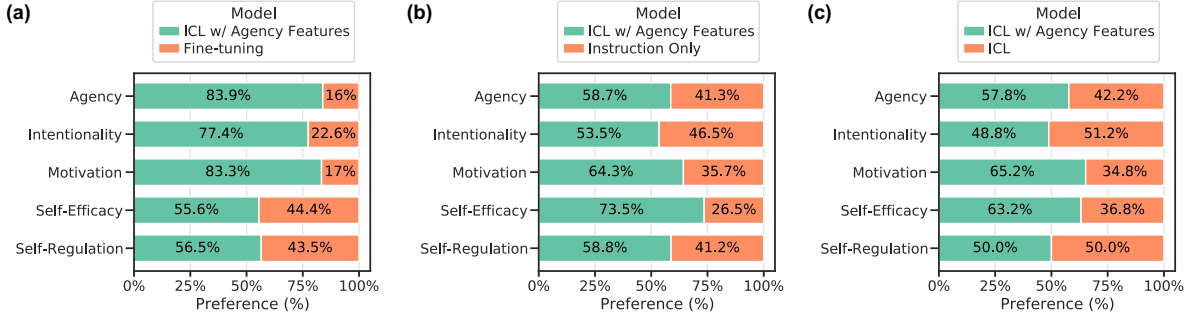 (a)
Model
ICL w/ Agency Features
Fine-tuning
Agency 83.9% 16%
Intentionality 77.4% 22.6%
Motivation 83.3% 17%
Self-Efficacy 55.6% 44.4%
Self-Regulation 56.5% 43.5%
0% 25% 50% 75% 100%
Preference (%)
(b)
Model
ICL w/ Agency Features
Instruction Only
Agency 58.7% 41.3%
Intentionality 53.5% 46.5%
Motivation 64.3% 35.7%
Self-Efficacy 73.5% 26.5%
Self-Regulation 58.8% 41.2%
0% 25% 50% 75% 100%
Preference (%)
(c)
Model
ICL w/ Agency Features
ICL
Agency 57.8% 42.2%
Intentionality 48.8% 51.2%
Motivation 65.2% 34.8%
Self-Efficacy 63.2% 36.8%
Self-Regulation 50.0% 50.0%
0% 25% 50% 75% 100%
Preference (%)